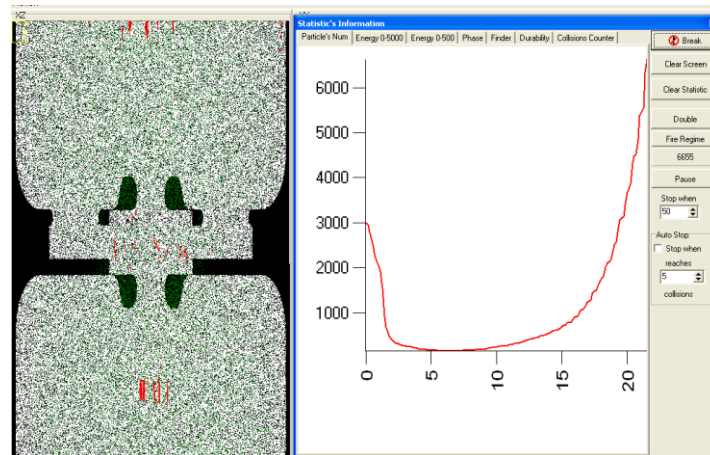 XZ
Statistic's Information
Particle's Num
Energy 0-5000
Energy 0-500
Phase
Finder
Durability
Collisions Counter
Break
Clear Screen
Clear Statistic
Double
Fire Regime
6655
Pause
Stop when
50
Auto Stop
Stop when
reaches
5
collisions
6000
5000
4000
3000
2000
1000
0
5
10
15
20